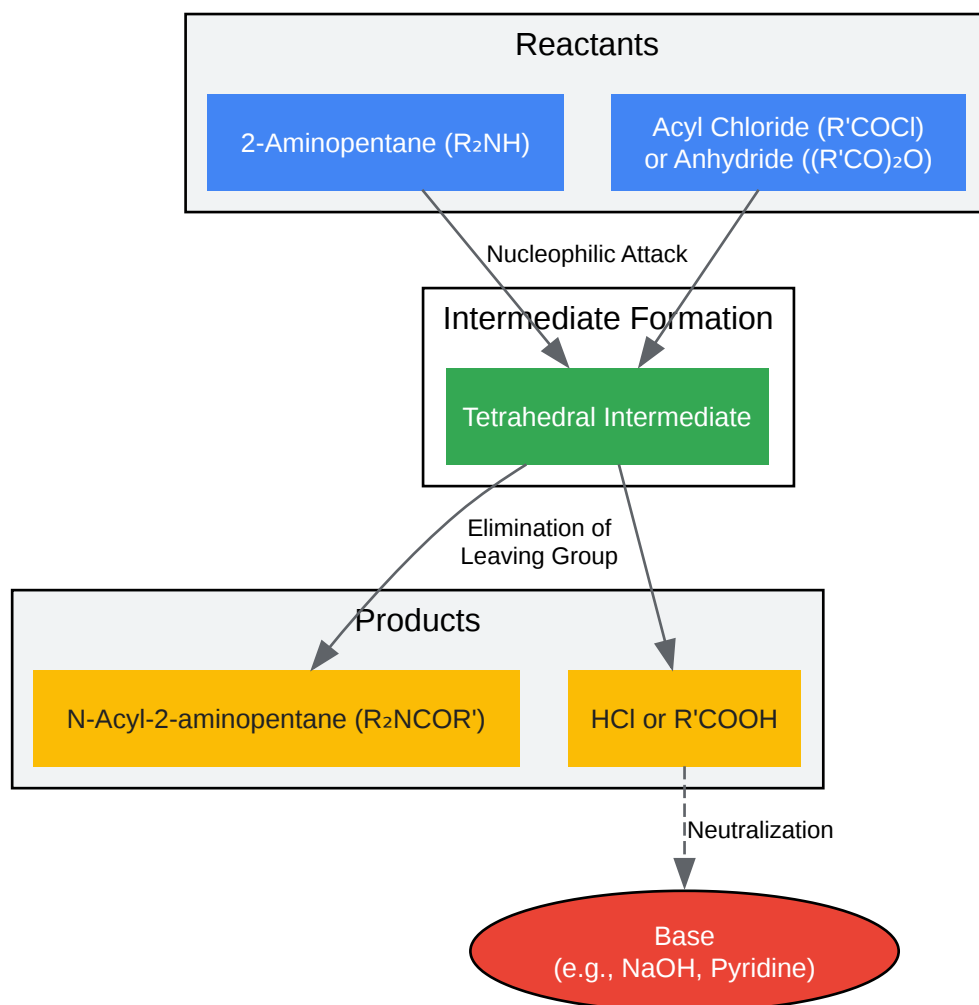 Reactants
2-Aminopentane (R₂NH)
Acyl Chloride (R'COCl)
or Anhydride ((R'CO)₂O)
Nucleophilic Attack
Intermediate Formation
Tetrahedral Intermediate
Elimination of
Leaving Group
Products
N-Acyl-2-aminopentane (R₂NCOR')
HCl or R'COOH
Neutralization
Base
(e.g., NaOH, Pyridine)